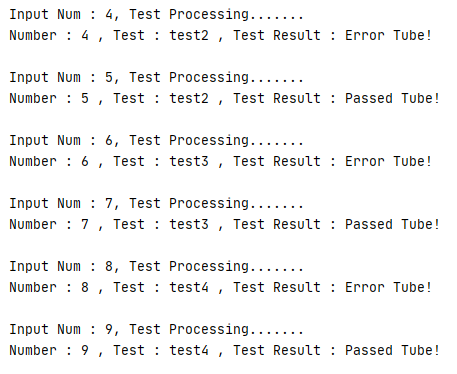 Input Num : 4, Test Processing.......
Number : 4 , Test : test2 , Test Result : Error Tube!
Input Num : 5, Test Processing.......
Number : 5 , Test : test2 , Test Result : Passed Tube!
Input Num : 6, Test Processing.......
Number : 6 , Test : test3 , Test Result : Error Tube!
Input Num : 7, Test Processing.......
Number : 7 , Test : test3 , Test Result : Passed Tube!
Input Num : 8, Test Processing.......
Number : 8 , Test : test4 , Test Result : Error Tube!
Input Num : 9, Test Processing.......
Number : 9 , Test : test4 , Test Result : Passed Tube!